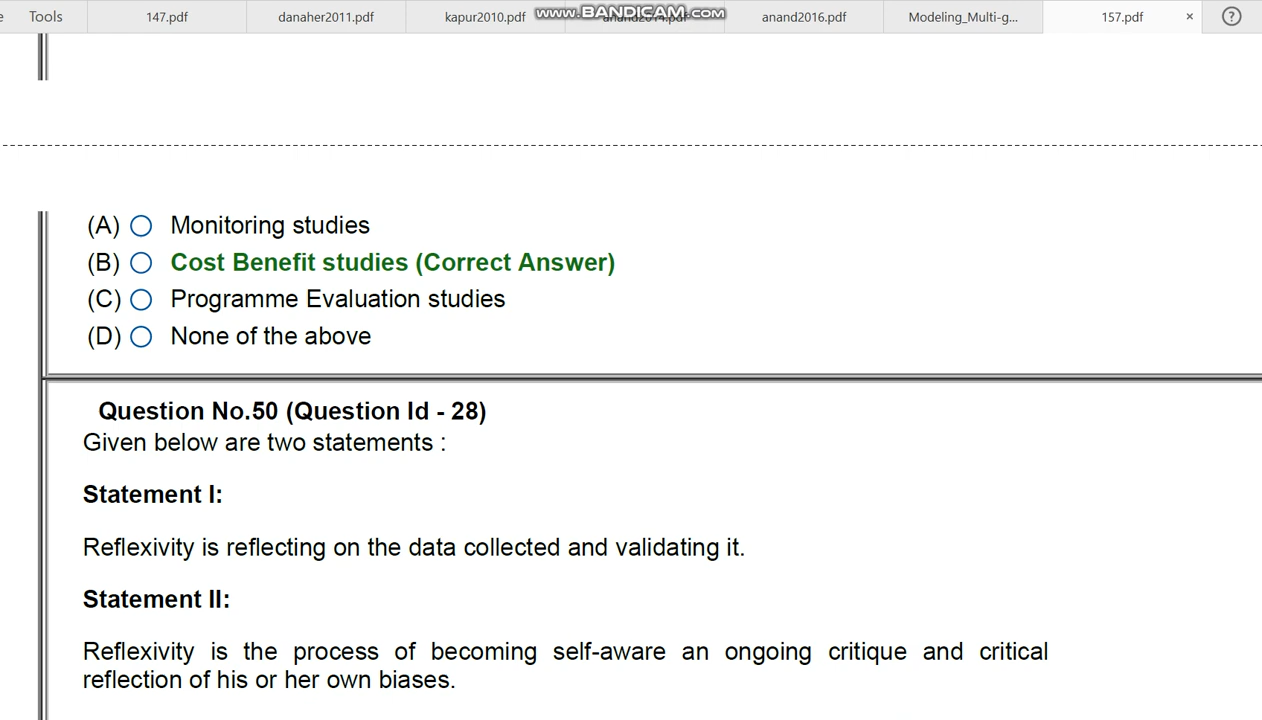 e Tools 147.pdf danaher2011.pdf kapur2010.pdf anand2014.pdf anand2016.pdf Modeling_Multi-g... 157.pdf × ?
www.BANDICAM.com
(A) Monitoring studies
(B) Cost Benefit studies (Correct Answer)
(C) Programme Evaluation studies
(D) None of the above
Question No.50 (Question Id - 28)
Given below are two statements :
Statement I:
Reflexivity is reflecting on the data collected and validating it.
Statement II:
Reflexivity is the process of becoming self-aware an ongoing critique and critical
reflection of his or her own biases.